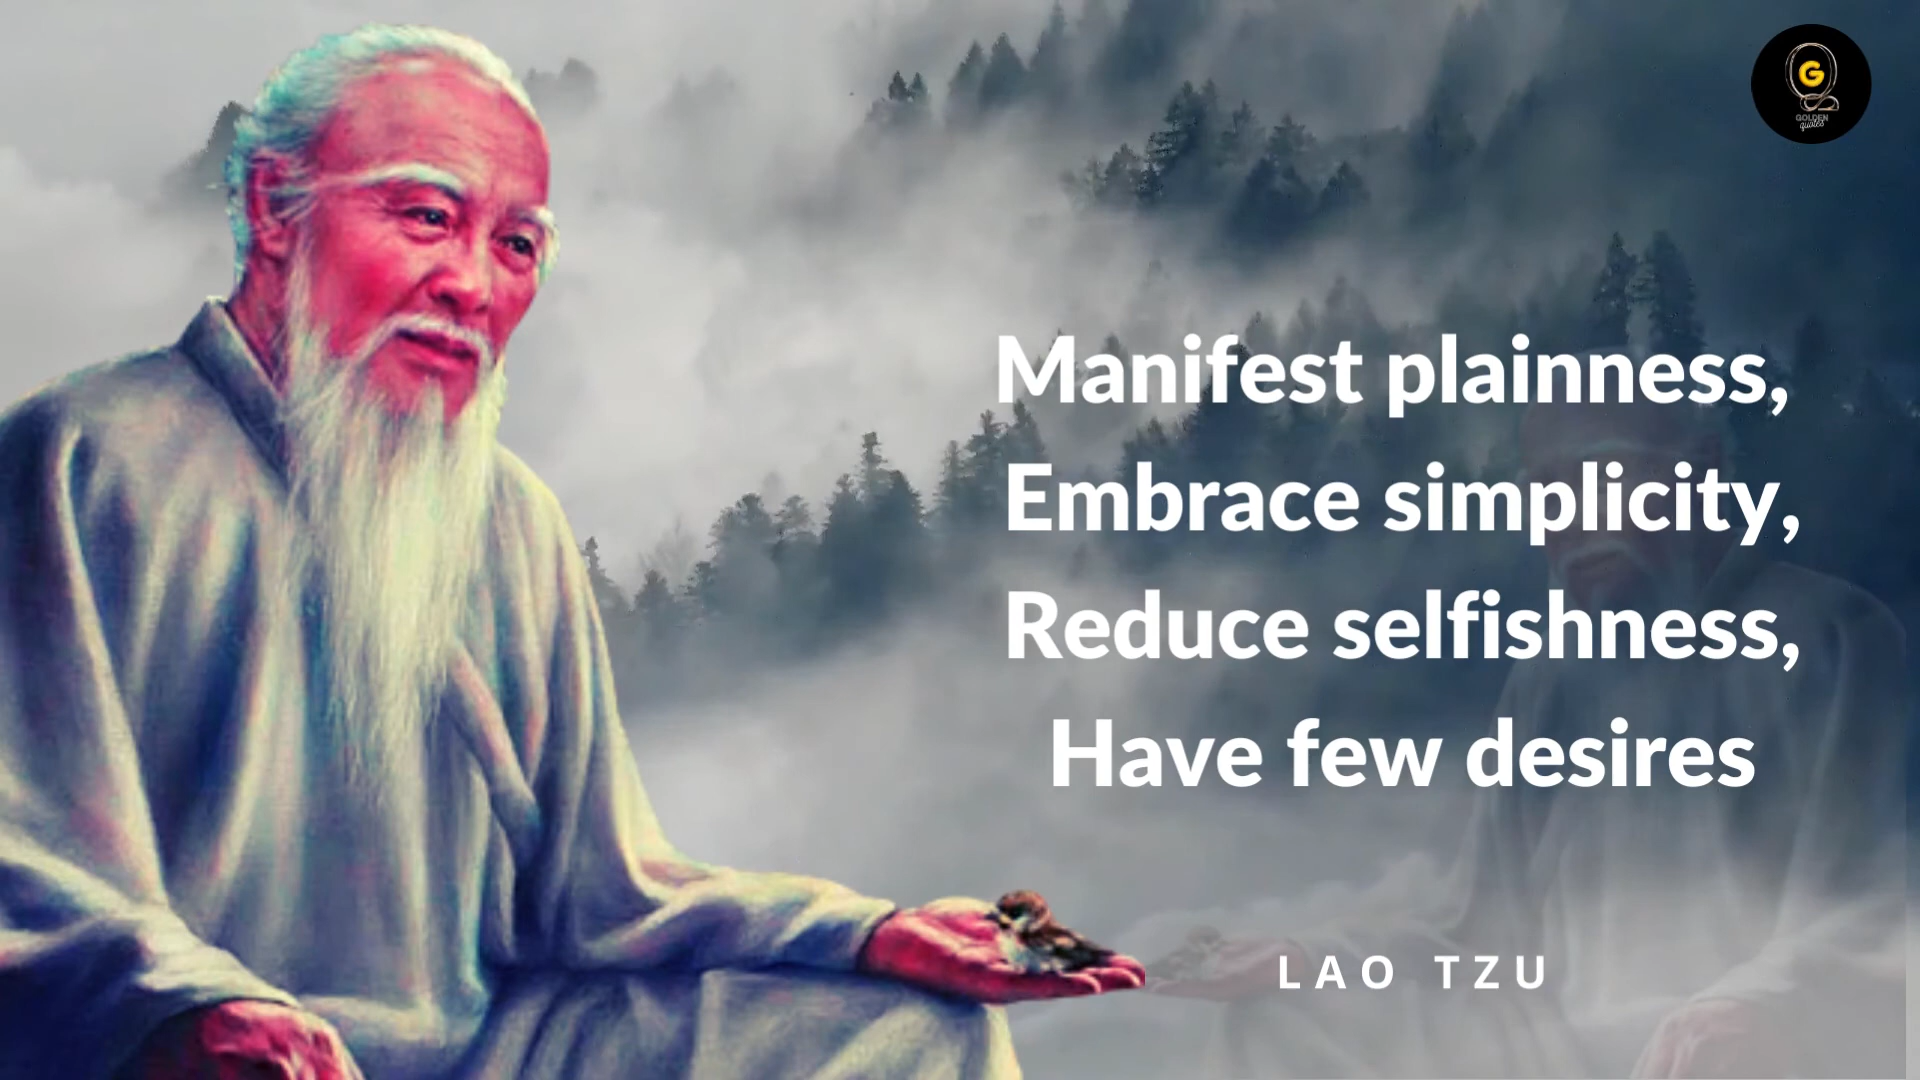 G
GOLDEN
quotes
Manifest plainness,
Embrace simplicity,
Reduce selfishness,
Have few desires
LAO TZU